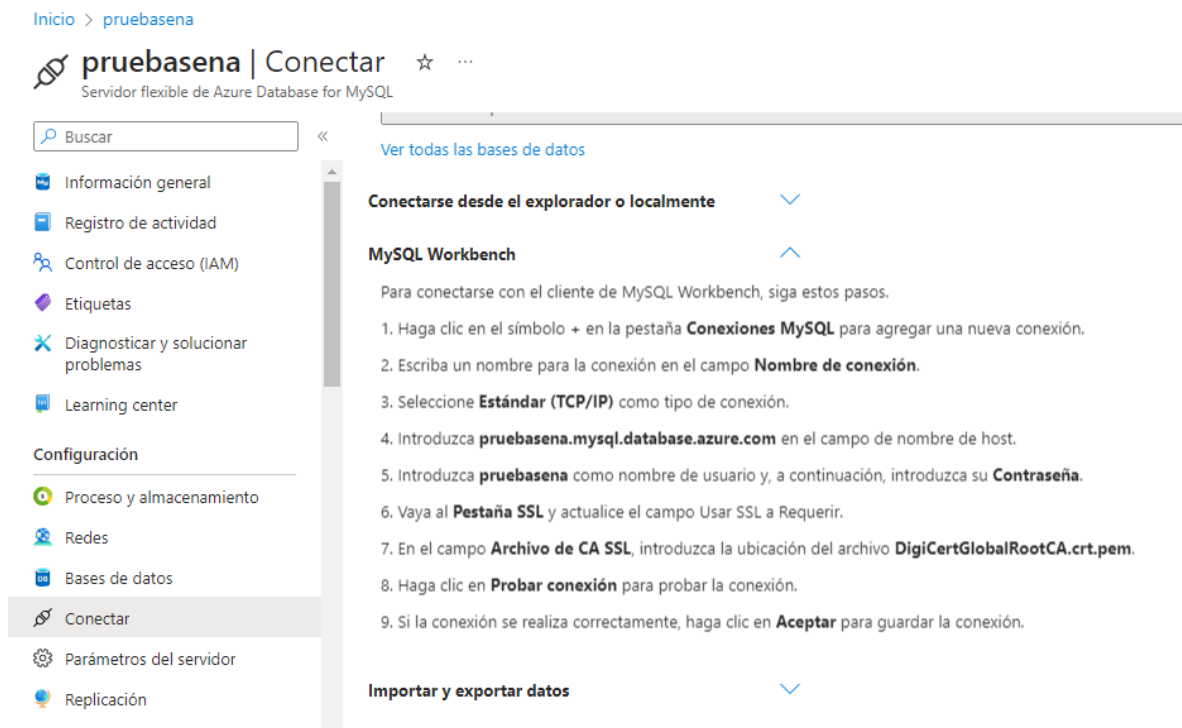 Inicio > pruebasena
pruebasena | Conectar ☆ ...
Servidor flexible de Azure Database for MySQL
Buscar «
Información general
Registro de actividad
Control de acceso (IAM)
Etiquetas
Diagnosticar y solucionar
problemas
Learning center
Configuración
Proceso y almacenamiento
Redes
Bases de datos
Conectar
Parámetros del servidor
Replicación
Ver todas las bases de datos
Conectarse desde el explorador o localmente
MySQL Workbench
Para conectarse con el cliente de MySQL Workbench, siga estos pasos.
1. Haga clic en el símbolo + en la pestaña Conexiones MySQL para agregar una nueva conexión.
2. Escriba un nombre para la conexión en el campo Nombre de conexión.
3. Seleccione Estándar (TCP/IP) como tipo de conexión.
4. Introduzca pruebasena.mysql.database.azure.com en el campo de nombre de host.
5. Introduzca pruebasena como nombre de usuario y, a continuación, introduzca su Contraseña.
6. Vaya al Pestaña SSL y actualice el campo Usar SSL a Requerir.
7. En el campo Archivo de CA SSL, introduzca la ubicación del archivo DigiCertGlobalRootCA.crt.pem.
8. Haga clic en Probar conexión para probar la conexión.
9. Si la conexión se realiza correctamente, haga clic en Aceptar para guardar la conexión.
Importar y exportar datos